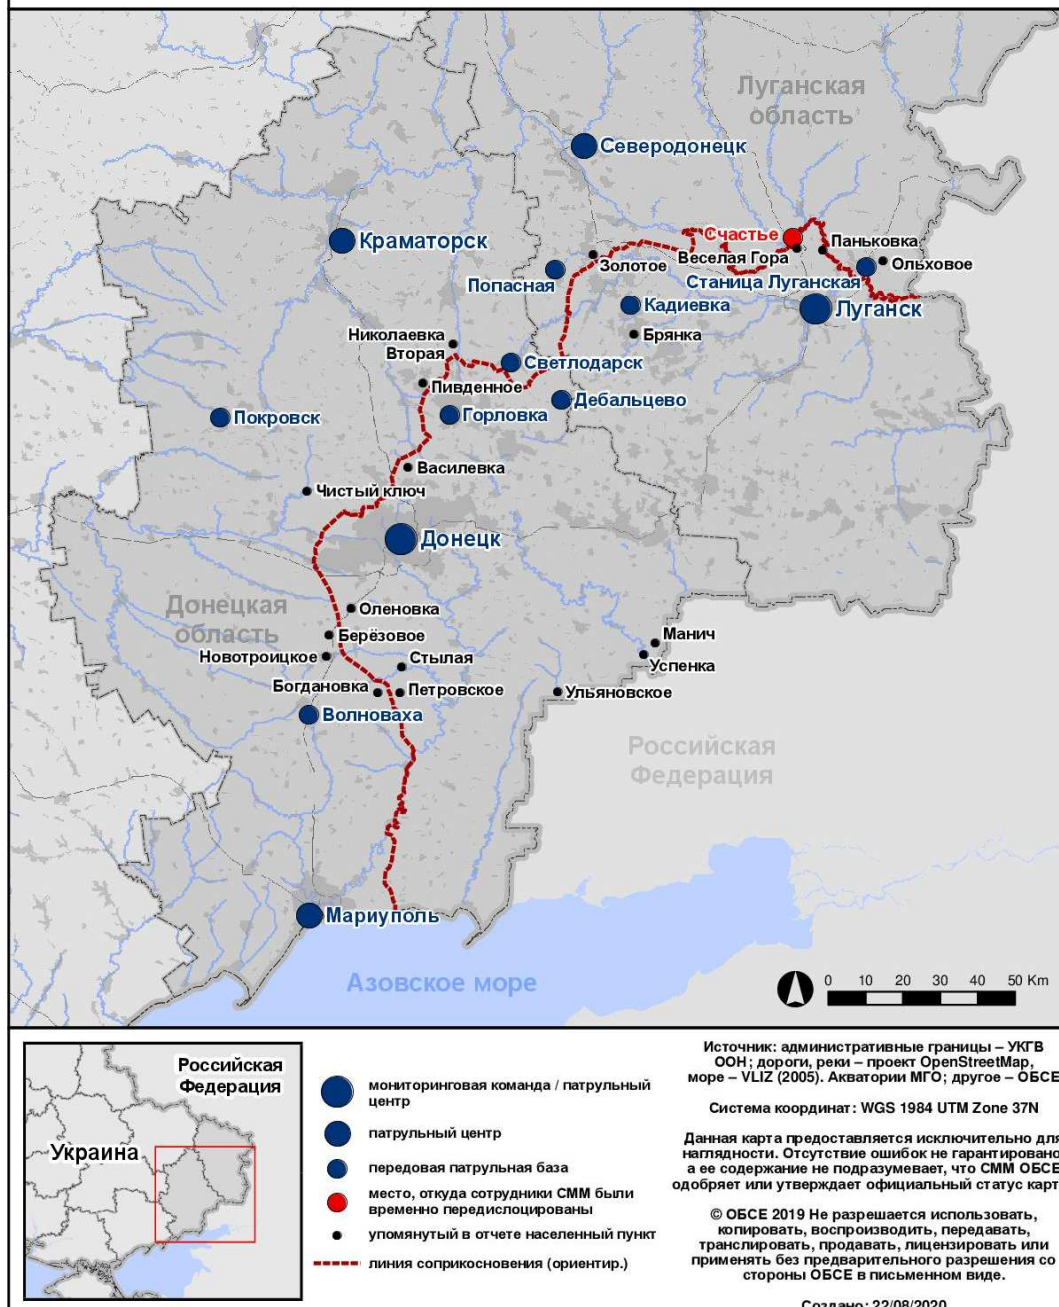 Луганская
область
Северодонецк
Краматорск
Счастье
Паньковка
Веселая Гора
Золотое
Ольховое
Попасная
Станица Луганская
Кадиевка
Луганск
Николаевка
Вторая
Брянка
Светлодарск
Пивденное
Дебальцево
Покровск
Горловка
Василевка
Чистый ключ
Донецк
Донецкая
область
Оленовка
Берёзовое
Манич
Новотроицкое
Стылая
Успенка
Богдановка
Петровское
Ульяновское
Волноваха
Российская
Федерация
Мариуполь
Азовское море
0 10 20 30 40 50 Km
Российская
Федерация
Украина
мониторинговая команда / патрульный
центр
патрульный центр
передовая патрульная база
место, откуда сотрудники СММ были
временно передислоцированы
упомянутый в отчете населенный пункт
линия соприкосновения (ориентир.)
Источник: административные границы – УКГВ
ООН; дороги, реки – проект OpenStreetMap,
море – VLIZ (2005). Акватории МГО; другое – ОБСЕ
Система координат: WGS 1984 UTM Zone 37N
Данная карта предоставляется исключительно для
наглядности. Отсутствие ошибок не гарантировано
а ее содержание не подразумевает, что СММ ОБСЕ
одобряет или утверждает официальный статус карт
© ОБСЕ 2019 Не разрешается использовать,
копировать, воспроизводить, передавать,
транслировать, продавать, лицензировать или
применять без предварительного разрешения со
стороны ОБСЕ в письменном виде.
Создано: 22/08/2020